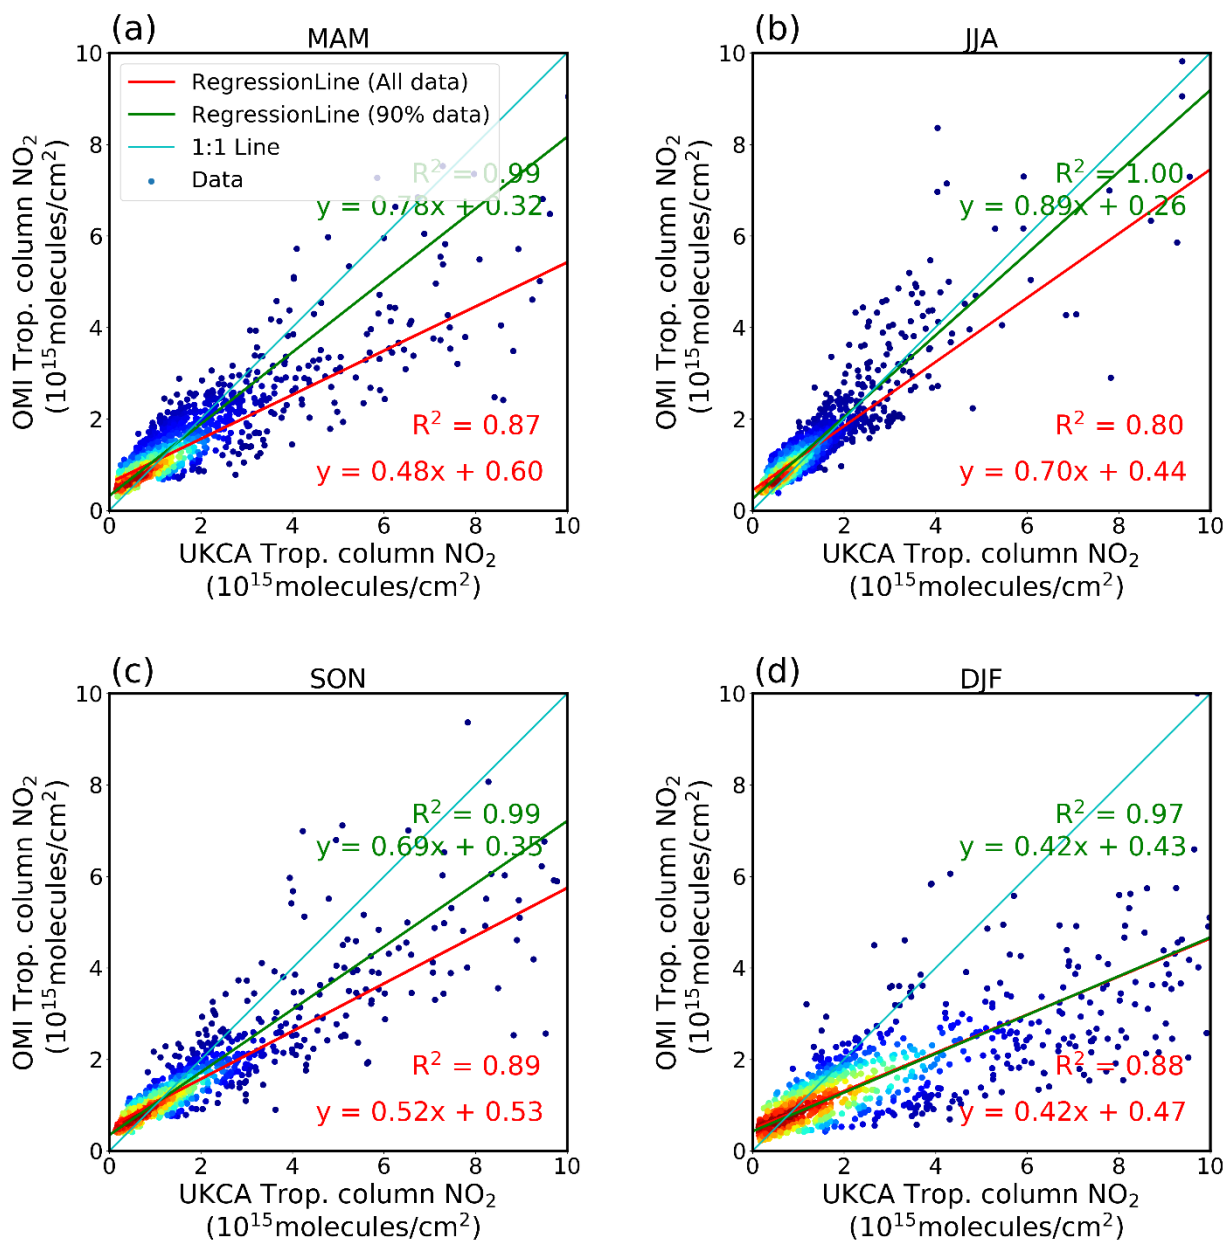 (a)
MAM
RegressionLine (All data)
RegressionLine (90% data)
1:1 Line
Data
R² = 0.99
y = 0.78x + 0.32
R² = 0.87
y = 0.48x + 0.60
OMI Trop. column NO₂
(10¹⁵molecules/cm²)
10
8
6
4
2
0
0 2 4 6 8 10
UKCA Trop. column NO₂
(10¹⁵molecules/cm²)
(b)
JJA
R² = 1.00
y = 0.89x + 0.26
R² = 0.80
y = 0.70x + 0.44
OMI Trop. column NO₂
(10¹⁵molecules/cm²)
10
8
6
4
2
0
0 2 4 6 8 10
UKCA Trop. column NO₂
(10¹⁵molecules/cm²)
(c)
SON
R² = 0.99
y = 0.69x + 0.35
R² = 0.89
y = 0.52x + 0.53
OMI Trop. column NO₂
(10¹⁵molecules/cm²)
10
8
6
4
2
0
0 2 4 6 8 10
UKCA Trop. column NO₂
(10¹⁵molecules/cm²)
(d)
DJF
R² = 0.97
y = 0.42x + 0.43
R² = 0.88
y = 0.42x + 0.47
OMI Trop. column NO₂
(10¹⁵molecules/cm²)
10
8
6
4
2
0
0 2 4 6 8 10
UKCA Trop. column NO₂
(10¹⁵molecules/cm²)